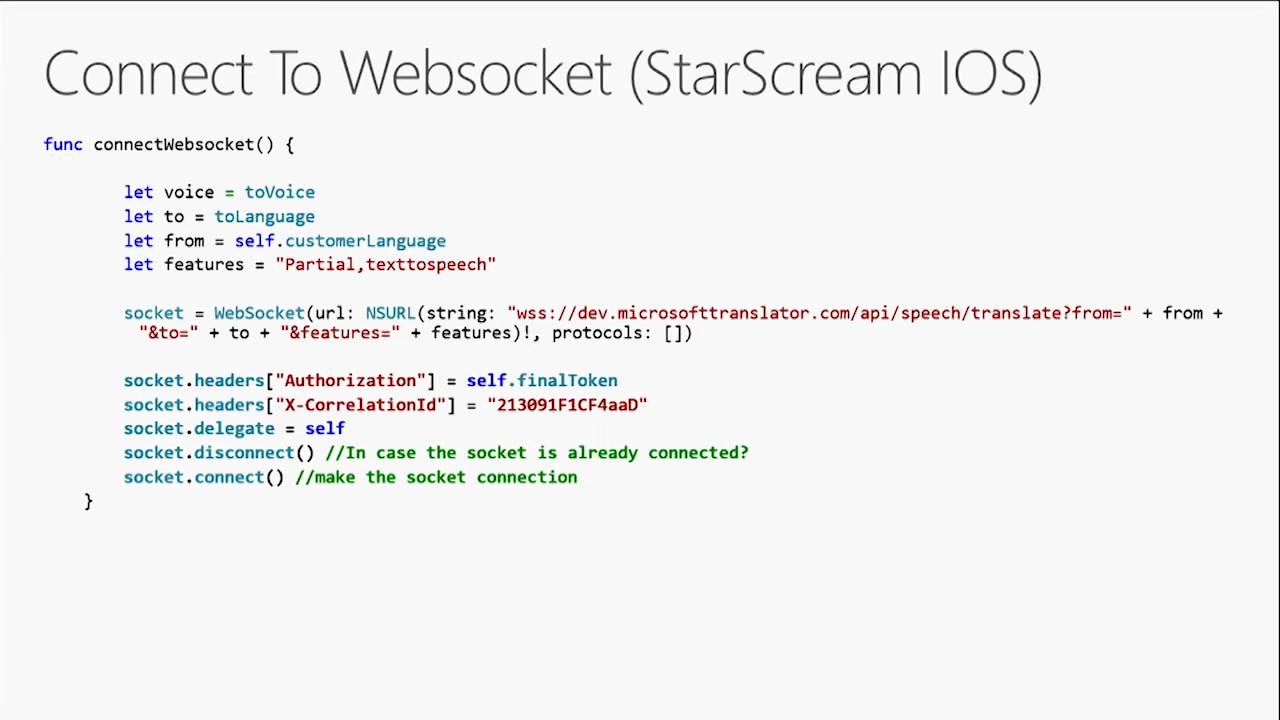 Connect To Websocket (StarScream IOS)
func connectWebsocket() {
let voice = toVoice
let to = toLanguage
let from = self.customerLanguage
let features = "Partial,texttospeech"
socket = WebSocket(url: NSURL(string: "wss://dev.microsofttranslator.com/api/speech/translate?from=" + from +
"&to=" + to + "&features=" + features)!, protocols: [])
socket.headers["Authorization"] = self.finalToken
socket.headers["X-CorrelationId"] = "213091F1CF4aaD"
socket.delegate = self
socket.disconnect() //In case the socket is already connected?
socket.connect() //make the socket connection
}